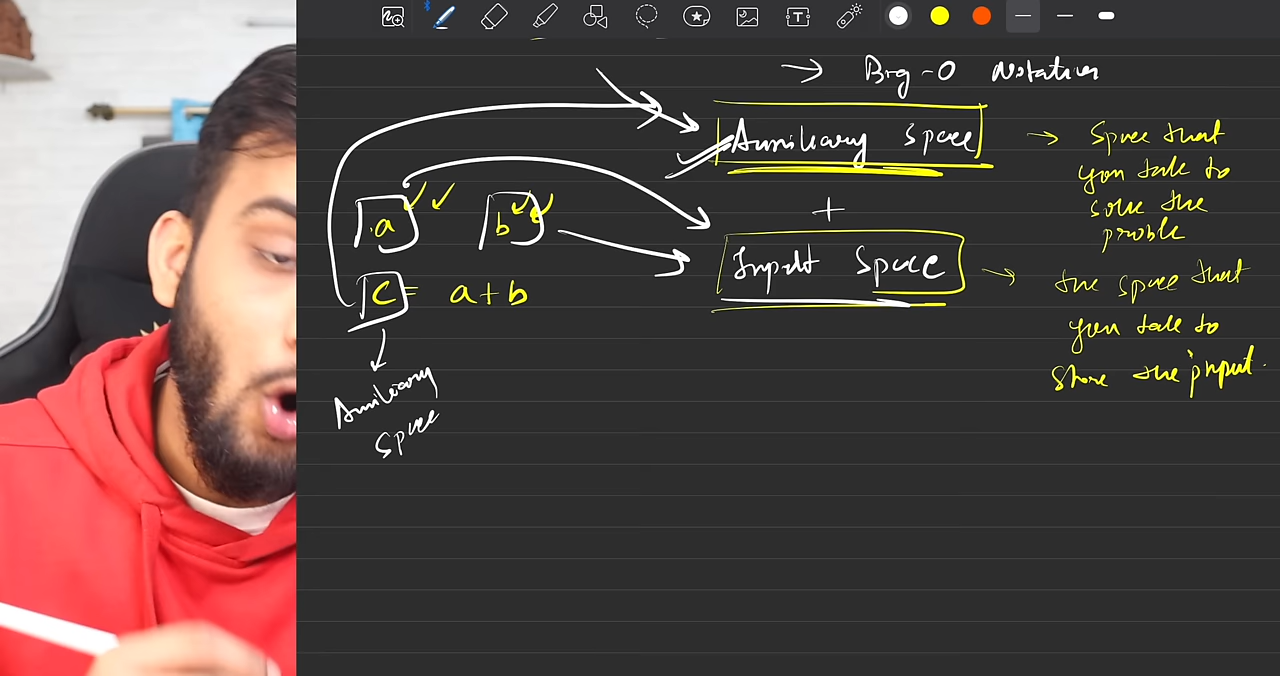 → Big-O Notation
Auxiliary Space
→ Space that
you take to
solve the
problem
+
a
b
Input Space
→ the space that
you take to
store the input.
c = a+b
Auxiliary
Space